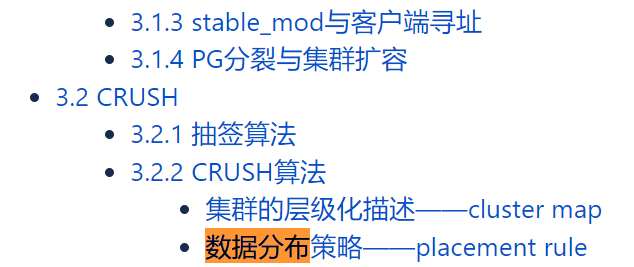 3.1.3 stable_mod与客户端寻址
3.1.4 PG分裂与集群扩容
3.2 CRUSH
3.2.1 抽签算法
3.2.2 CRUSH算法
集群的层级化描述——cluster map
数据分布策略——placement rule